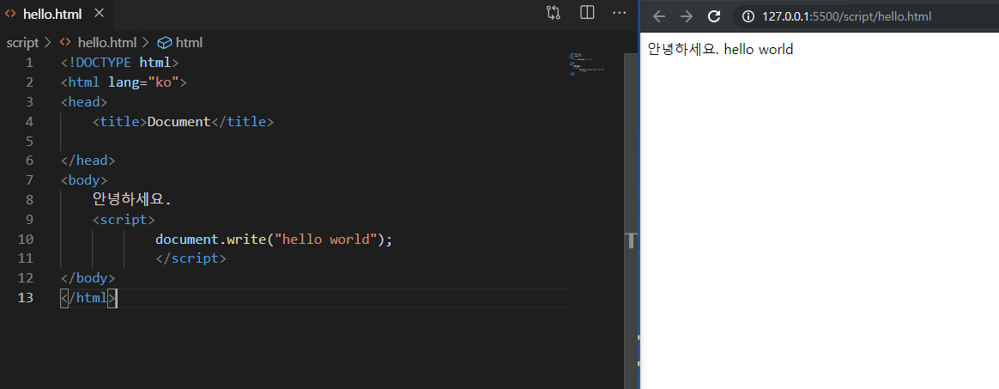 hello.html
script > hello.html > html
1 <!DOCTYPE html>
2 <html lang="ko">
3 <head>
4 <title>Document</title>
5
6 </head>
7 <body>
8 안녕하세요.
9 <script>
10 document.write("hello world");
11 </script>
12 </body>
13 </html>
127.0.0.1:5500/script/hello.html
안녕하세요. hello world